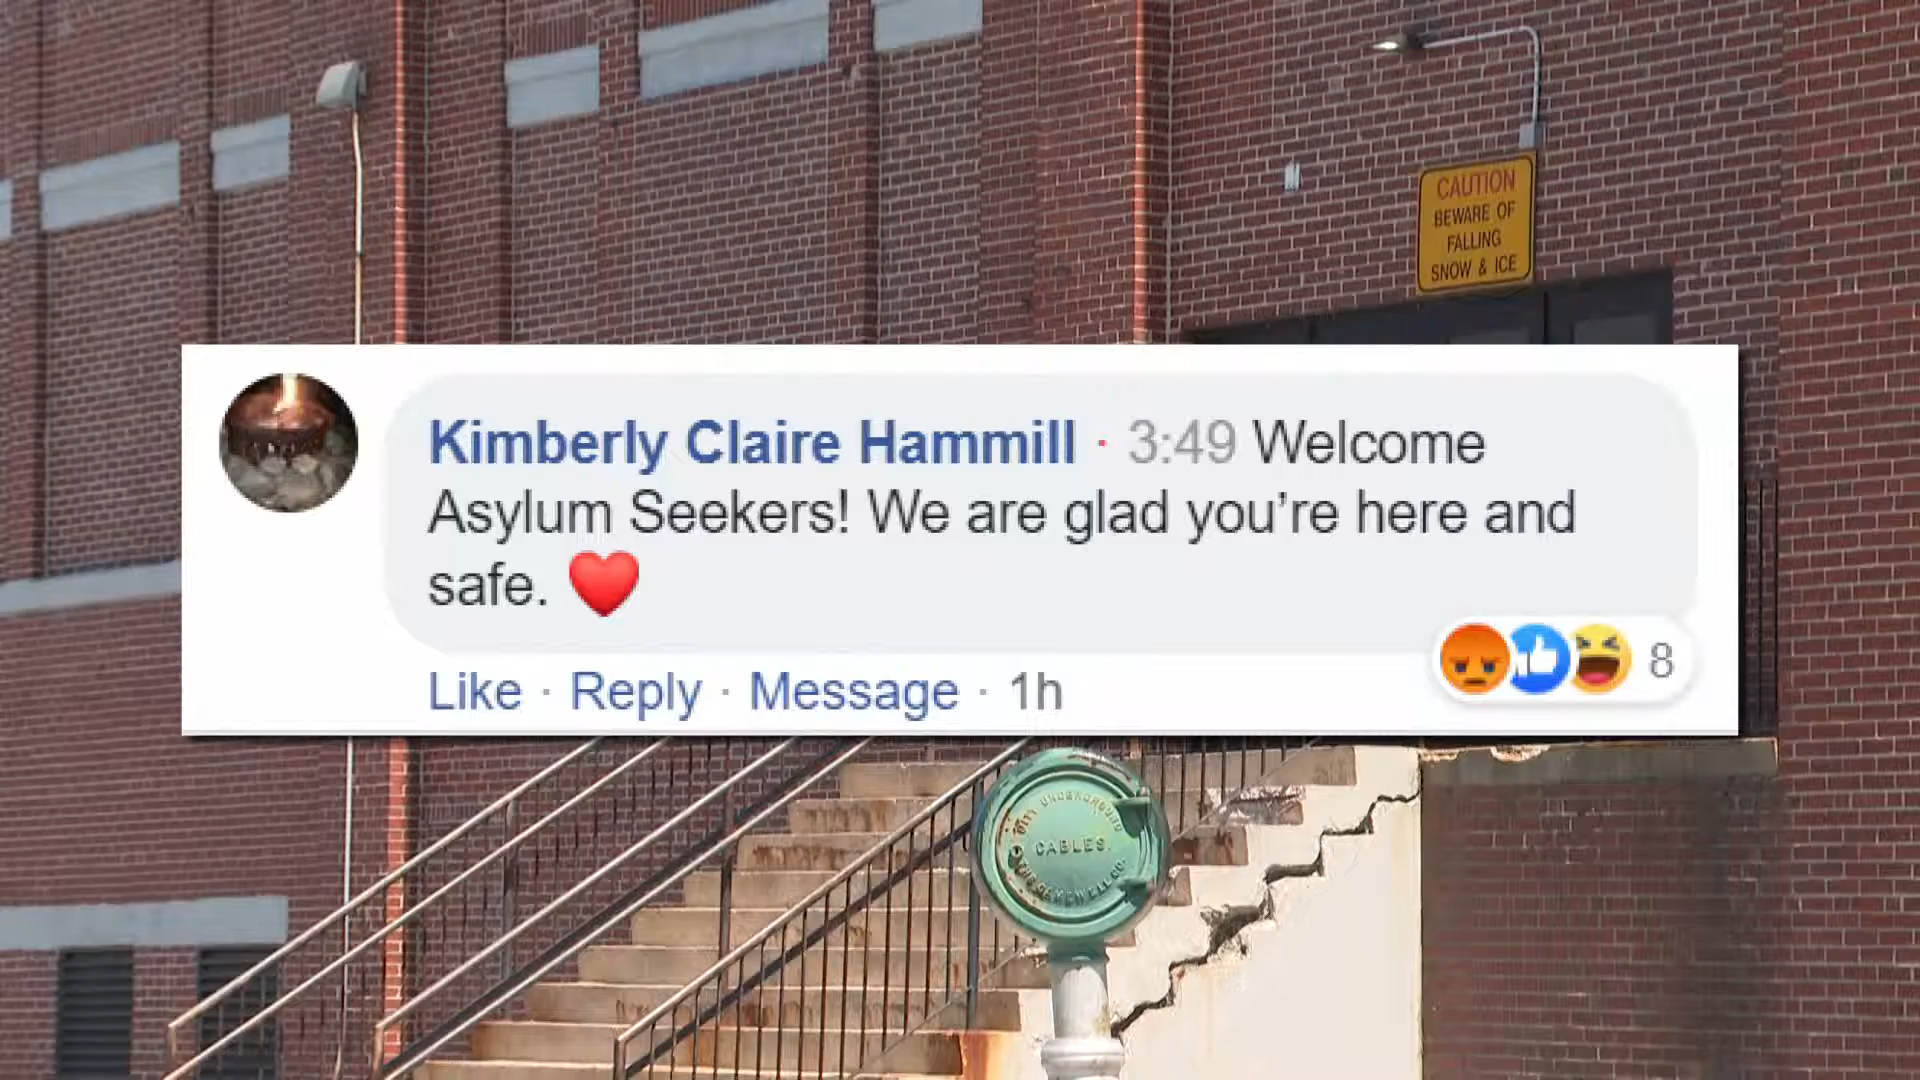 CAUTION
BEWARE OF
FALLING
SNOW & ICE
Kimberly Claire Hammill · 3:49 Welcome
Asylum Seekers! We are glad you’re here and
safe. ❤️
Like · Reply · Message · 1h
8
CABLES.